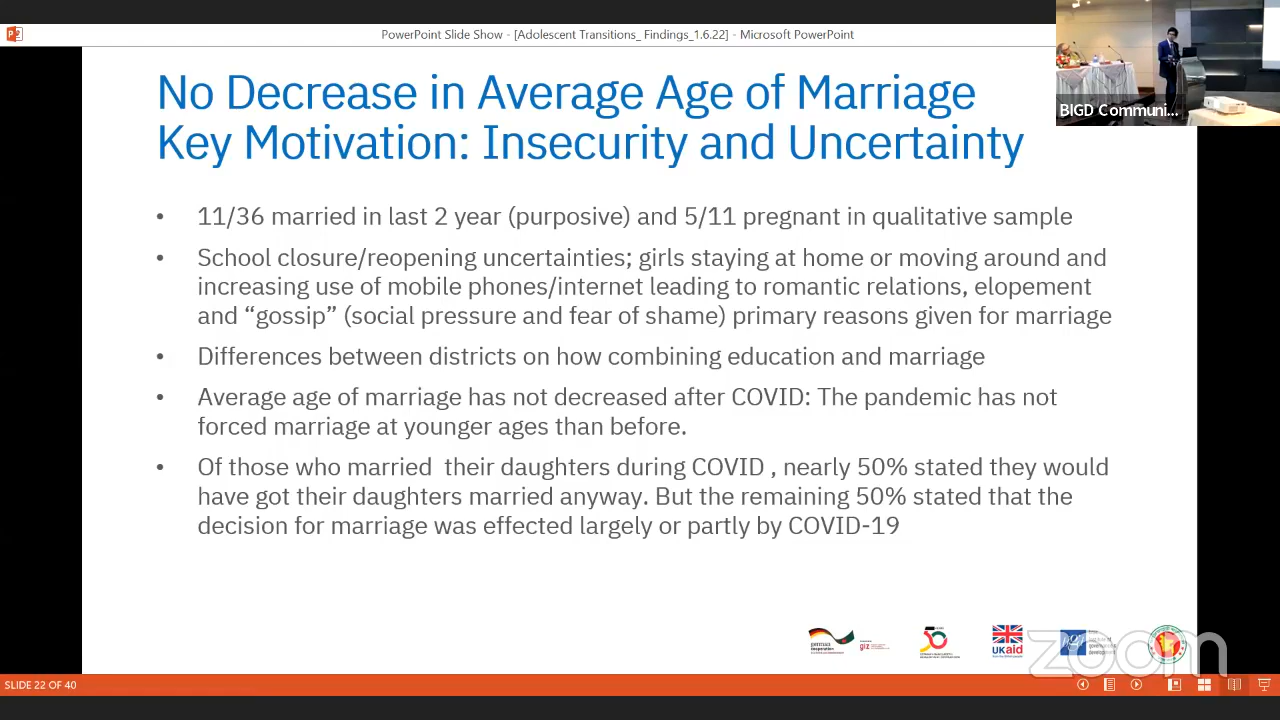 PowerPoint Slide Show - [Adolescent Transitions_ Findings_1.6.22] - Microsoft PowerPoint
BIGD Communi...
No Decrease in Average Age of Marriage
Key Motivation: Insecurity and Uncertainty
• 11/36 married in last 2 year (purposive) and 5/11 pregnant in qualitative sample
• School closure/reopening uncertainties; girls staying at home or moving around and
increasing use of mobile phones/internet leading to romantic relations, elopement
and “gossip” (social pressure and fear of shame) primary reasons given for marriage
• Differences between districts on how combining education and marriage
• Average age of marriage has not decreased after COVID: The pandemic has not
forced marriage at younger ages than before.
• Of those who married their daughters during COVID , nearly 50% stated they would
have got their daughters married anyway. But the remaining 50% stated that the
decision for marriage was effected largely or partly by COVID-19
german
cooperation
giz
50
UKaid
zoom
SLIDE 22 OF 40